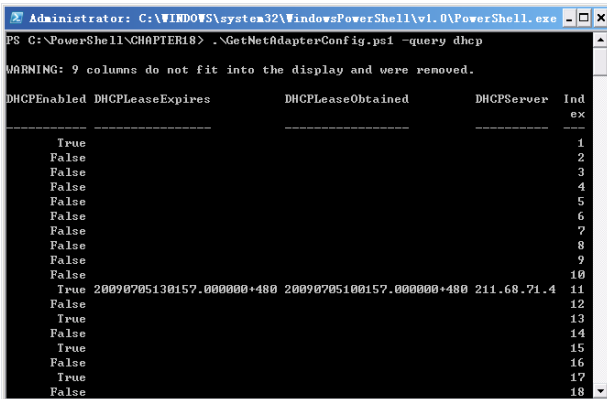 Administrator: C:\WINDOWS\system32\WindowsPowerShell\v1.0\PowerShell.exe
PS C:\PowerShell\CHAPTER18> .\GetNetAdapterConfig.ps1 -query dhcp
WARNING: 9 columns do not fit into the display and were removed.
DHCPEnabled DHCPLeaseExpires DHCPLeaseObtained DHCPServer Ind
ex
----------- ---------------- ----------------- ---------- ---
True 1
False 2
False 3
False 4
False 5
False 6
False 7
False 8
False 9
False 10
True 20090705130157.000000+480 20090705100157.000000+480 211.68.71.4 11
False 12
True 13
False 14
True 15
False 16
True 17
False 18